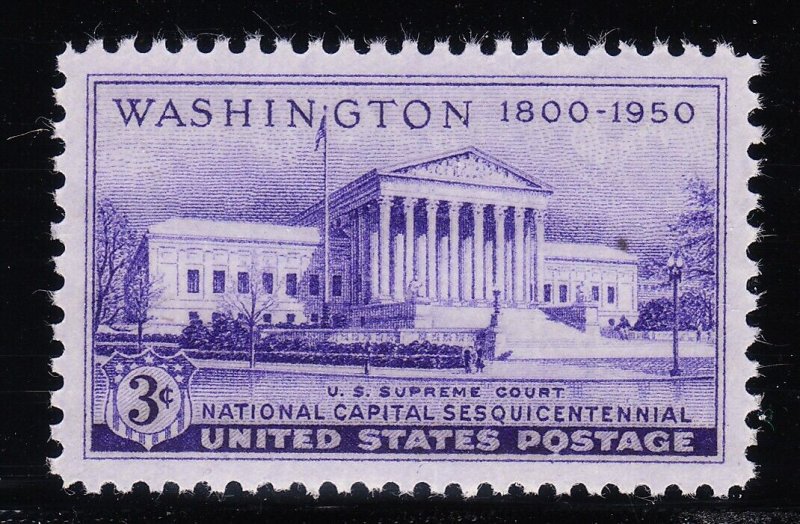 WASHINGTON 1800-1950
U. S. SUPREME COURT
3¢
NATIONAL CAPITAL SESQUICENTENNIAL
UNITED STATES POSTAGE